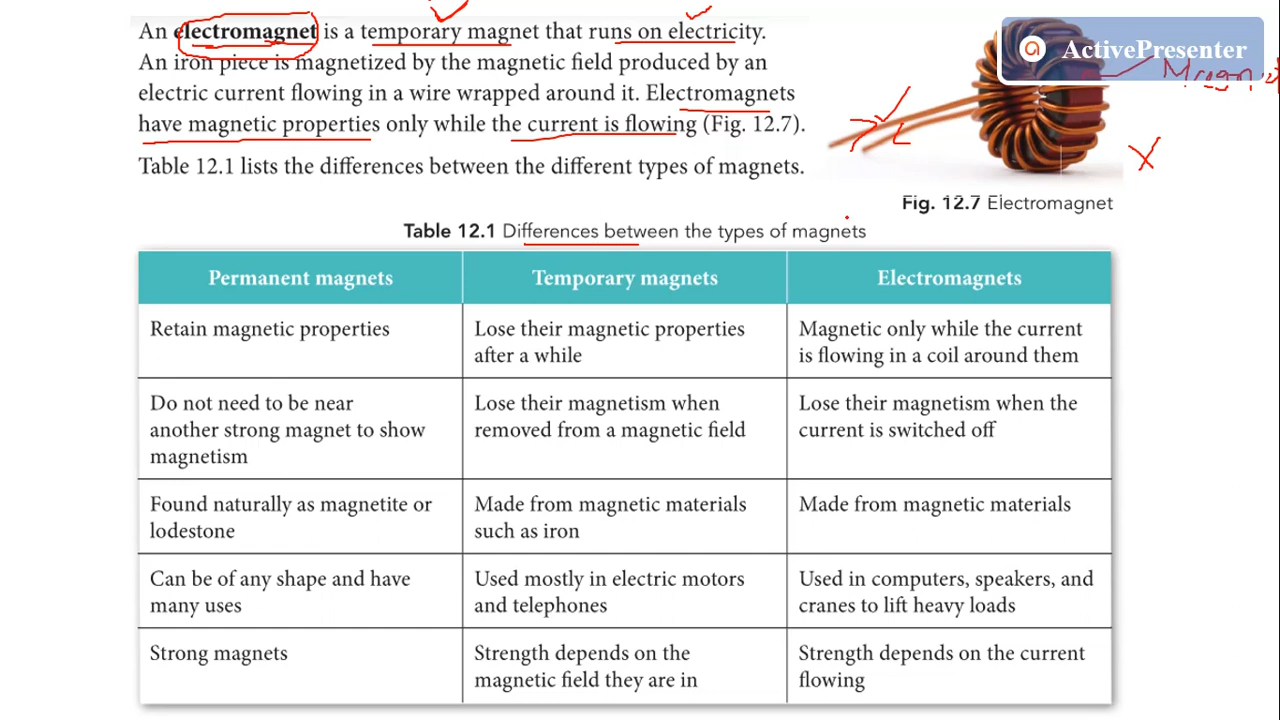 An electromagnet is a temporary magnet that runs on electricity.
An iron piece is magnetized by the magnetic field produced by an
electric current flowing in a wire wrapped around it. Electromagnets
have magnetic properties only while the current is flowing (Fig. 12.7).
Table 12.1 lists the differences between the different types of magnets.
ActivePresenter
Magnet
Fig. 12.7 Electromagnet
Table 12.1 Differences between the types of magnets
Permanent magnets Temporary magnets Electromagnets
Retain magnetic properties
Lose their magnetic properties
after a while
Magnetic only while the current
is flowing in a coil around them
Do not need to be near
another strong magnet to show
magnetism
Lose their magnetism when
removed from a magnetic field
Lose their magnetism when the
current is switched off
Found naturally as magnetite or
lodestone
Made from magnetic materials
such as iron
Made from magnetic materials
Can be of any shape and have
many uses
Used mostly in electric motors
and telephones
Used in computers, speakers, and
cranes to lift heavy loads
Strong magnets
Strength depends on the
magnetic field they are in
Strength depends on the current
flowing